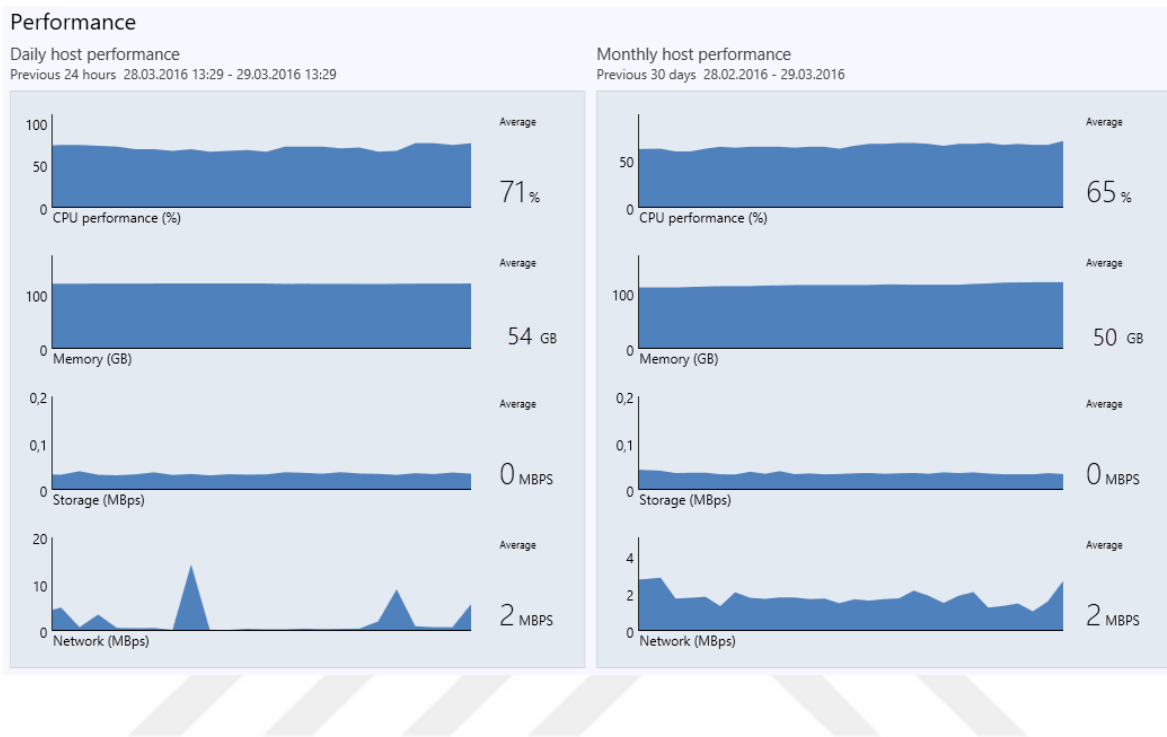 Performance
Daily host performance
Previous 24 hours 28.03.2016 13:29 - 29.03.2016 13:29
100
50
0
CPU performance (%)
Average
71 %
100
0
Memory (GB)
Average
54 GB
0,2
0,1
0
Storage (MBps)
Average
0 MBPS
20
10
0
Network (MBps)
Average
2 MBPS
Monthly host performance
Previous 30 days 28.02.2016 - 29.03.2016
50
0
CPU performance (%)
Average
65 %
100
0
Memory (GB)
Average
50 GB
0,2
0,1
0
Storage (MBps)
Average
0 MBPS
4
2
0
Network (MBps)
Average
2 MBPS